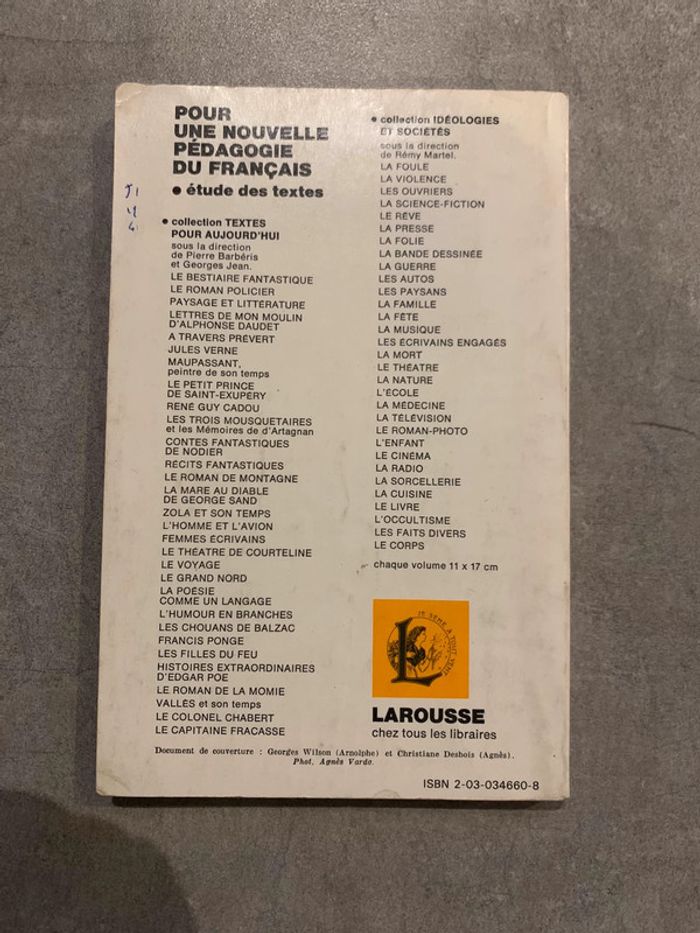 POUR
UNE NOUVELLE
PÉDAGOGIE
DU FRANÇAIS
• étude des textes
• collection TEXTES
POUR AUJOURD'HUI
sous la direction
de Pierre Barbéris
et Georges Jean.
LE BESTIAIRE FANTASTIQUE
LE ROMAN POLICIER
PAYSAGE ET LITTÉRATURE
LETTRES DE MON MOULIN
D'ALPHONSE DAUDET
A TRAVERS PRÉVERT
JULES VERNE
MAUPASSANT,
peintre de son temps
LE PETIT PRINCE
DE SAINT-EXUPÉRY
RENÉ GUY CADOU
LES TROIS MOUSQUETAIRES
et les Mémoires de d'Artagnan
CONTES FANTASTIQUES
DE NODIER
RÉCITS FANTASTIQUES
LE ROMAN DE MONTAGNE
LA MARE AU DIABLE
DE GEORGE SAND
ZOLA ET SON TEMPS
L'HOMME ET L'AVION
FEMMES ÉCRIVAINS
LE THÉATRE DE COURTELINE
LE VOYAGE
LE GRAND NORD
LA POÉSIE
COMME UN LANGAGE
L'HUMOUR EN BRANCHES
LES CHOUANS DE BALZAC
FRANCIS PONGE
LES FILLES DU FEU
HISTOIRES EXTRAORDINAIRES
D'EDGAR POE
LE ROMAN DE LA MOMIE
VALLÈS et son temps
LE COLONEL CHABERT
LE CAPITAINE FRACASSE
• collection IDÉOLOGIES
ET SOCIÉTÉS
sous la direction
de Rémy Martel.
LA FOULE
LA VIOLENCE
LES OUVRIERS
LA SCIENCE-FICTION
LE RÊVE
LA PRESSE
LA FOLIE
LA BANDE DESSINÉE
LA GUERRE
LES AUTOS
LES PAYSANS
LA FAMILLE
LA FÊTE
LA MUSIQUE
LES ÉCRIVAINS ENGAGÉS
LA MORT
LE THÉATRE
LA NATURE
L'ÉCOLE
LA MÉDECINE
LA TÉLÉVISION
LE ROMAN-PHOTO
L'ENFANT
LE CINÉMA
LA RADIO
LA SORCELLERIE
LA CUISINE
LE LIVRE
L'OCCULTISME
LES FAITS DIVERS
LE CORPS
chaque volume 11 x 17 cm
JE SÈME A TOUT VENT
L
LAROUSSE
chez tous les libraires
Document de couverture : Georges Wilson (Arnolphe) et Christiane Desbois (Agnès).
Phot. Agnès Varda.
ISBN 2-03-034660-8